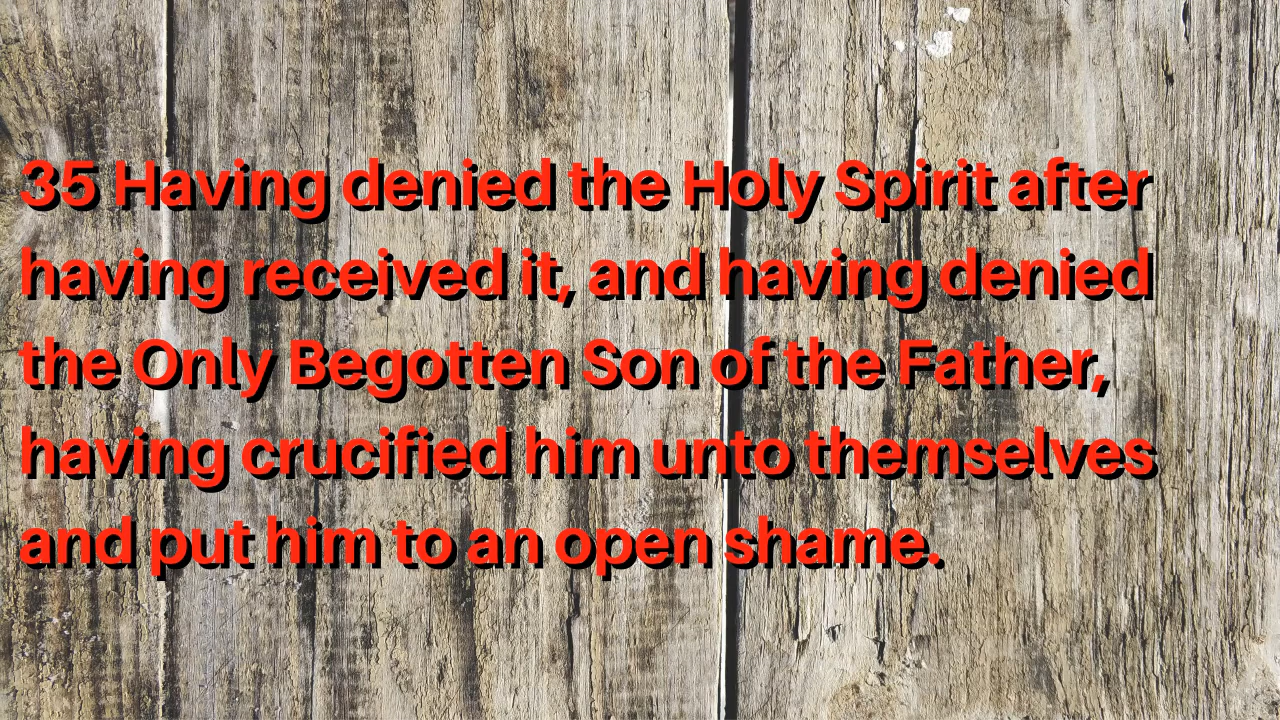 35 Having denied the Holy Spirit after
having received it, and having denied
the Only Begotten Son of the Father,
having crucified him unto themselves
and put him to an open shame.